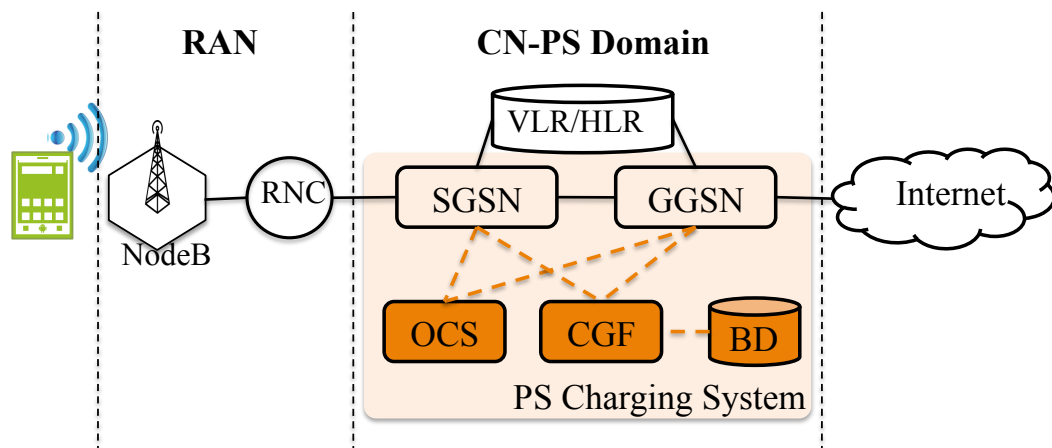 RAN
CN-PS Domain
VLR/HLR
RNC
SGSN
GGSN
Internet
NodeB
OCS
CGF
BD
PS Charging System